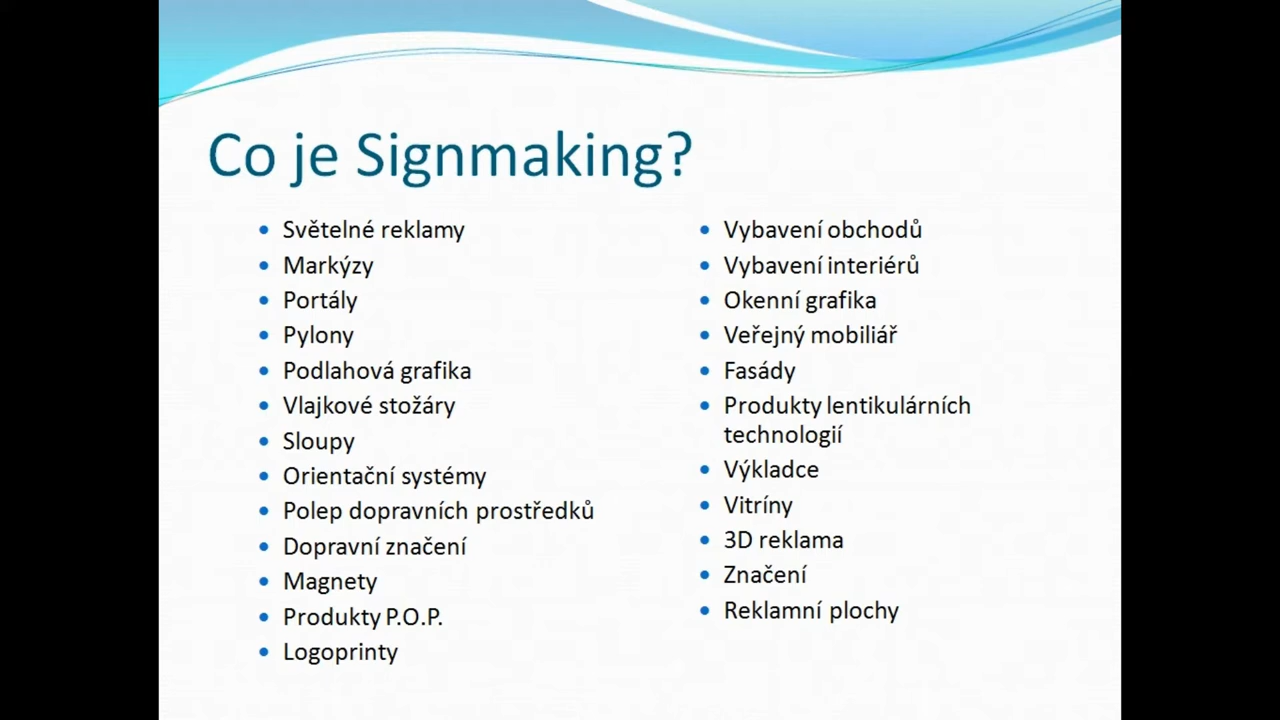 Co je Signmaking?
Světelné reklamy
Markýzy
Portály
Pylony
Podlahová grafika
Vlajkové stožáry
Sloupy
Orientační systémy
Polep dopravních prostředků
Dopravní značení
Magnety
Produkty P.O.P.
Logoprinty
Vybavení obchodů
Vybavení interiérů
Okenní grafika
Veřejný mobiliář
Fasády
Produkty lentikulárních
technologií
Výkladce
Vitríny
3D reklama
Značení
Reklamní plochy